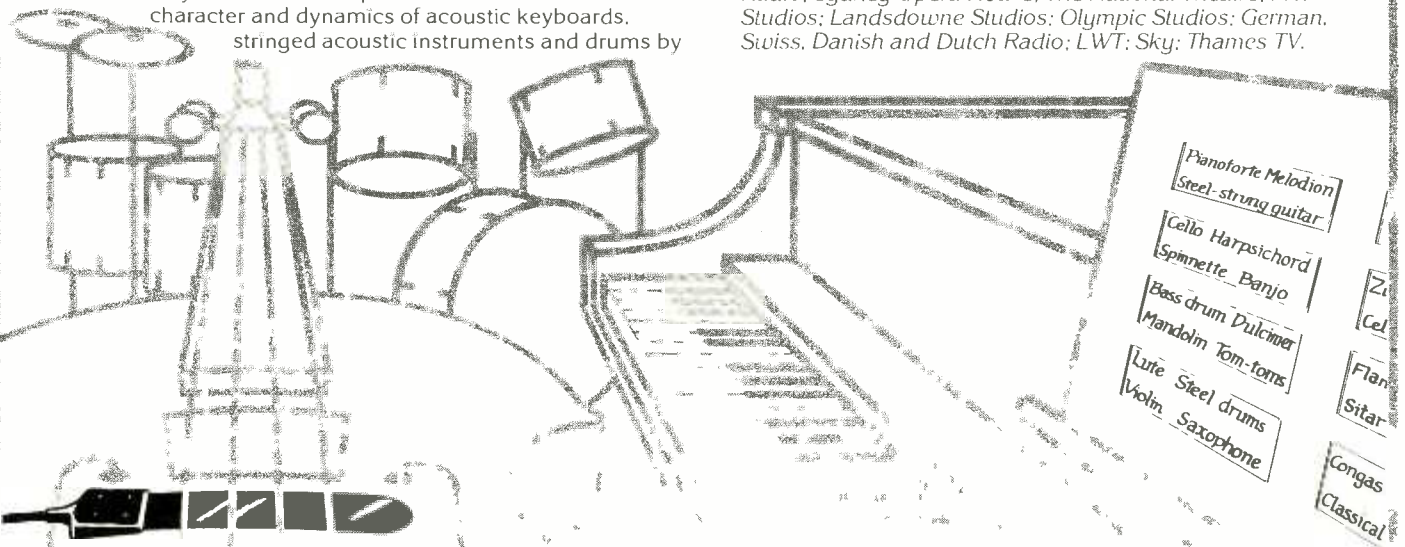 character and dynamics of acoustic keyboards,
stringed acoustic instruments and drums by
Studios; Landsdowne Studios; Olympic Studios; German,
Swiss, Danish and Dutch Radio; LWT; Sky; Thames TV.
Pianoforte Melodion
Steel-strung guitar
Cello Harpsichord
Spinnette Banjo
Bass drum Dulcimer
Mandolin Tom-toms
Lute Steel drums
Violin Saxophone
Cel
Flan
Sitar
Congas
Classical